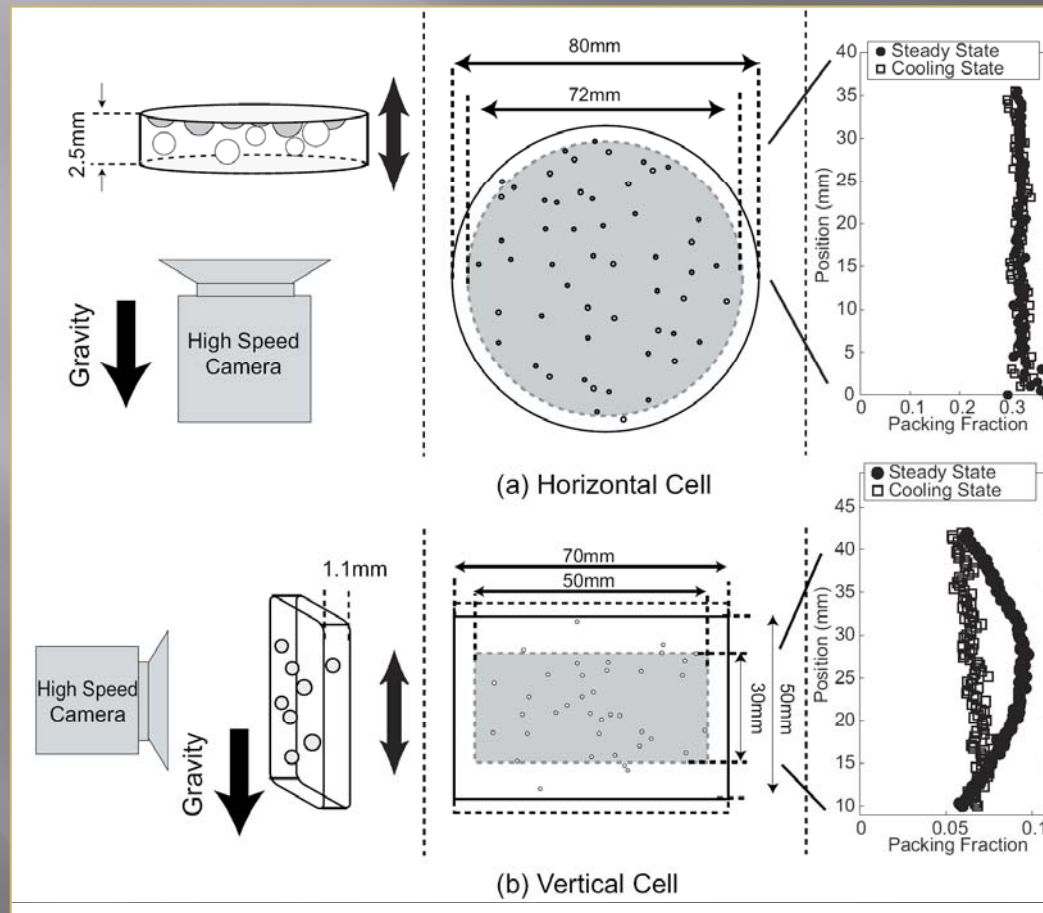 2.5mm
Gravity
High Speed
Camera
80mm
72mm
Steady State
Cooling State
40
35
30
25
20
15
10
5
0
Position (mm)
0
0.1
0.2
0.3
Packing Fraction
(a) Horizontal Cell
High Speed
Camera
Gravity
1.1mm
70mm
50mm
30mm
50mm
Steady State
Cooling State
45
40
35
30
25
20
15
10
Position (mm)
0
0.05
0.1
Packing Fraction
(b) Vertical Cell